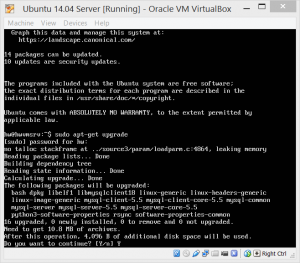 Ubuntu 14.04 Server [Running] - Oracle VM VirtualBox
Machine View Devices Help
Graph this data and manage this system at:
https://landscape.canonical.com/
14 packages can be updated.
10 updates are security updates.
The programs included with the Ubuntu system are free software;
the exact distribution terms for each program are described in the
individual files in /usr/share/doc/*/copyright.
Ubuntu comes with ABSOLUTELY NO WARRANTY, to the extent permitted by
applicable law.
sudo apt-get upgrade
[sudo] password for hw:
no talloc stackframe at ../source3/param/loadparm.c:4864, leaking memory
Reading package lists... Done
Building dependency tree
Reading state information... Done
Calculating upgrade... Done
The following packages will be upgraded:
bash dpkg libelf1 libmysqlclient18 linux-generic linux-headers-generic
linux-image-generic mysql-client-5.5 mysql-client-core-5.5 mysql-common
mysql-server mysql-server-5.5 mysql-server-core-5.5
python3-software-properties rsync software-properties-common
16 upgraded, 0 newly installed, 0 to remove and 0 not upgraded.
Need to get 10.8 MB of archives.
After this operation, 4,096 B of additional disk space will be used.
Do you want to continue? [Y/n] Y
Right Ctrl